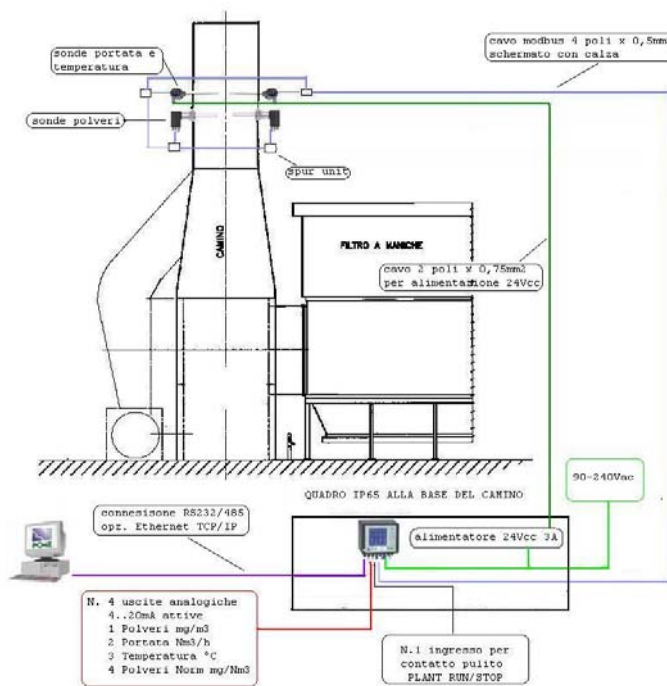 sonde portata e
temperatura
cavo modbus 4 poli x 0,5mm
schermato con calza
sonde polveri
spur unit
CAMINO
FILTRO A MANICHE
cavo 2 poli x 0,75mm2
per alimentazione 24Vcc
QUADRO IP65 ALLA BASE DEL CAMINO
90-240Vac
connesisone RS232/485
opz. Ethernet TCP/IP
alimentatore 24Vcc 3A
N. 4 uscite analogiche
4..20mA attive
1 Polveri mg/m3
2 Portata Nm3/h
3 Temperatura °C
4 Polveri Norm mg/Nm3
N.1 ingresso per
contatto pulito
PLANT RUN/STOP